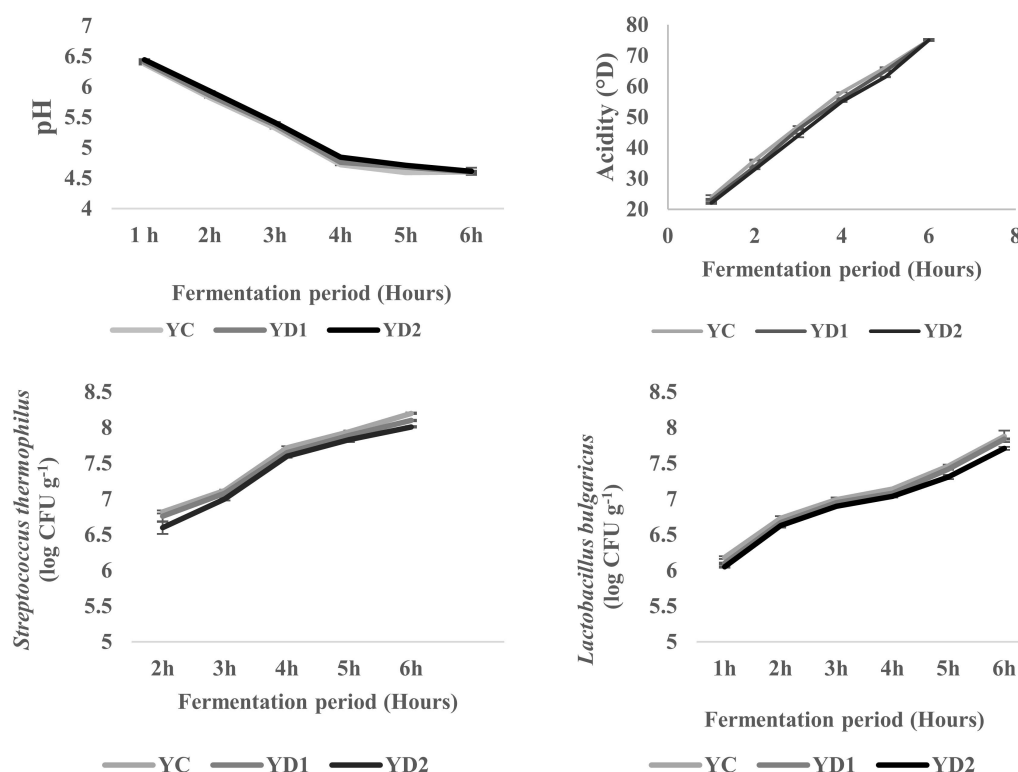 7
6.5
6
5.5
5
4.5
4
pH
1 h 2h 3h 4h 5h 6h
Fermentation period (Hours)
YC YD1 YD2
80
70
60
50
40
30
20
Acidity (°D)
0 2 4 6 8
Fermentation period (Hours)
YC YD1 YD2
8.5
8
7.5
7
6.5
6
5.5
5
Streptococcus thermophilus
(log CFU g-1)
2h 3h 4h 5h 6h
Fermentation period (Hours)
YC YD1 YD2
8.5
8
7.5
7
6.5
6
5.5
5
Lactobacillus bulgaricus
(log CFU g-1)
1h 2h 3h 4h 5h 6h
Fermentation period (Hours)
YC YD1 YD2